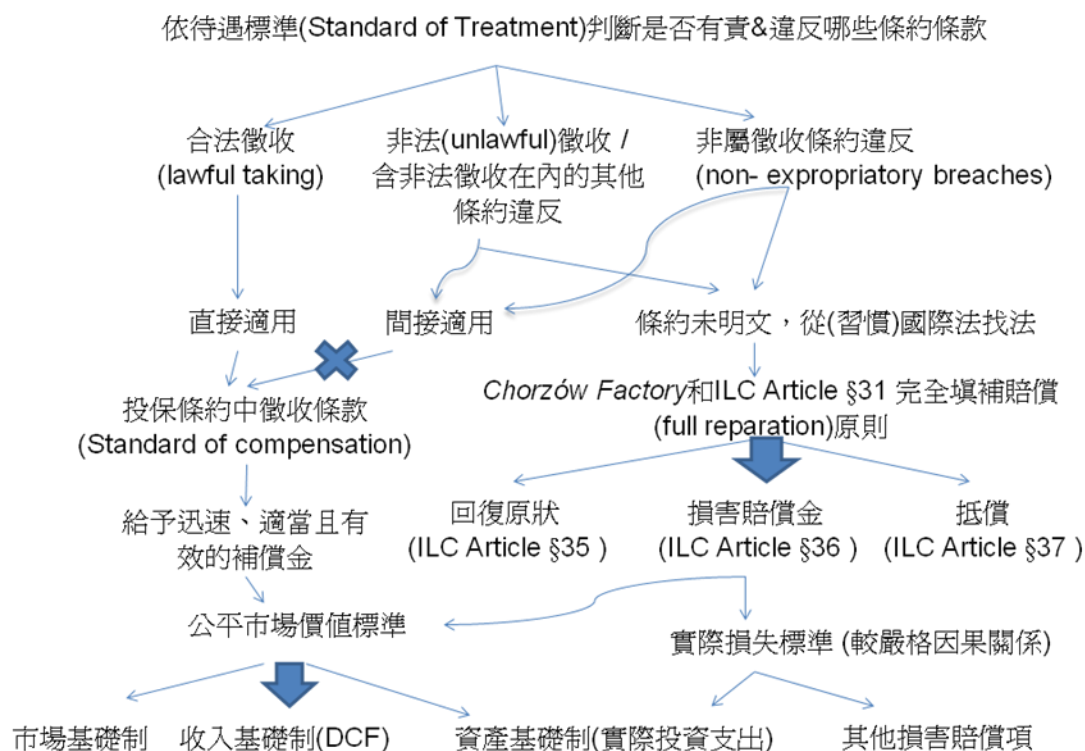 依待遇標準(Standard of Treatment)判斷是否有責&違反哪些條約條款
合法徵收
(lawful taking)
非法(unlawful)徵收 /
含非法徵收在內的其他
條約違反
非屬徵收條約違反
(non- expropriatory breaches)
直接適用
間接適用
條約未明文，從(習慣)國際法找法
投保條約中徵收條款
(Standard of compensation)
Chorzów Factory和ILC Article §31 完全填補賠償
(full reparation)原則
給予迅速、適當且有
效的補償金
回復原狀
(ILC Article §35 )
損害賠償金
(ILC Article §36 )
抵償
(ILC Article §37 )
公平市場價值標準
實際損失標準 (較嚴格因果關係)
市場基礎制
收入基礎制(DCF)
資產基礎制(實際投資支出)
其他損害賠償項